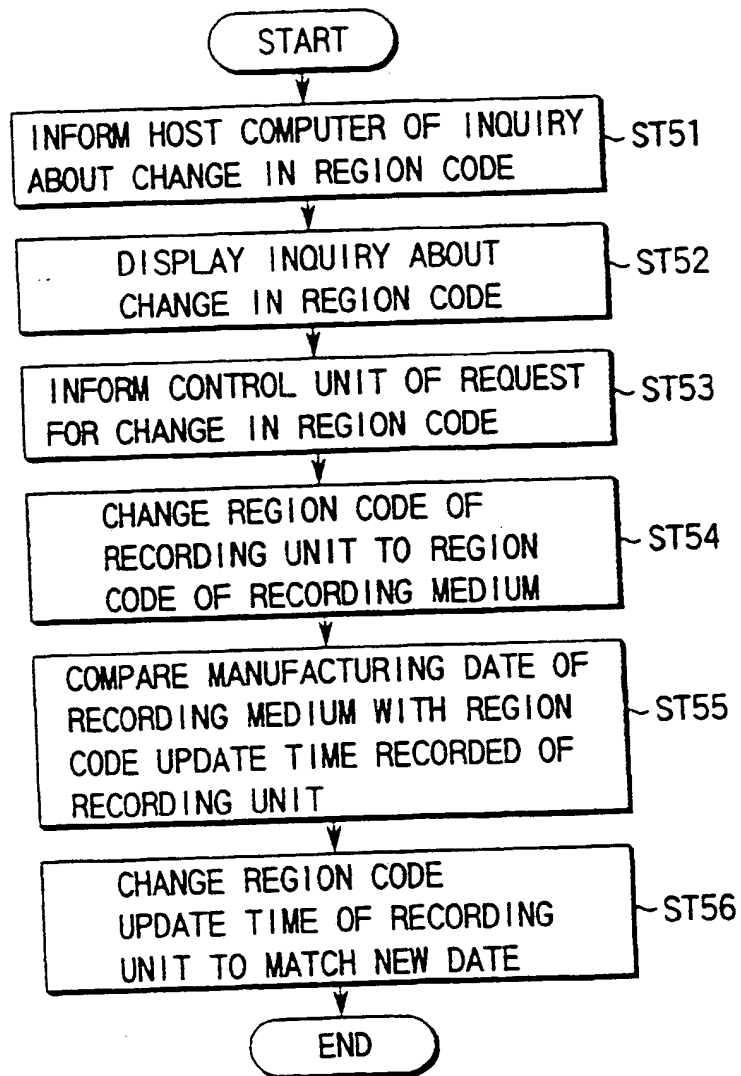 START
INFORM HOST COMPUTER OF INQUIRY
ABOUT CHANGE IN REGION CODE
ST51
DISPLAY INQUIRY ABOUT
CHANGE IN REGION CODE
ST52
INFORM CONTROL UNIT OF REQUEST
FOR CHANGE IN REGION CODE
ST53
CHANGE REGION CODE OF
RECORDING UNIT TO REGION
CODE OF RECORDING MEDIUM
ST54
COMPARE MANUFACTURING DATE OF
RECORDING MEDIUM WITH REGION
CODE UPDATE TIME RECORDED OF
RECORDING UNIT
ST55
CHANGE REGION CODE
UPDATE TIME OF RECORDING
UNIT TO MATCH NEW DATE
ST56
END